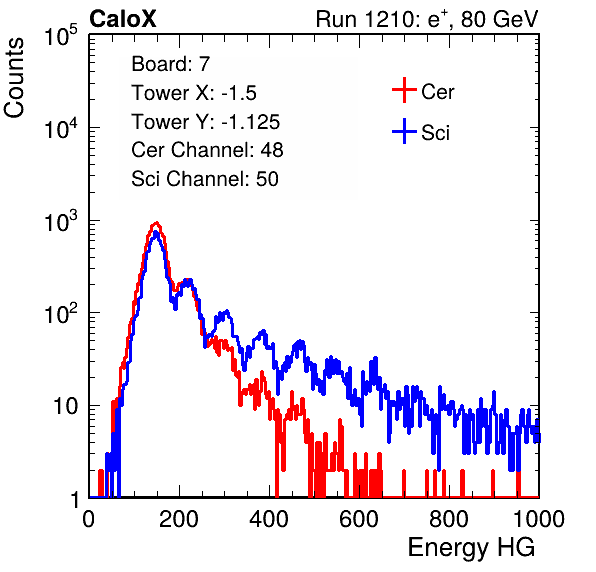 CaloX Run 1210: e⁺, 80 GeV
Counts
10⁵
10⁴
10³
10²
10
1
Board: 7
Tower X: -1.5
Tower Y: -1.125
Cer Channel: 48
Sci Channel: 50
Cer
Sci
0 200 400 600 800 1000
Energy HG